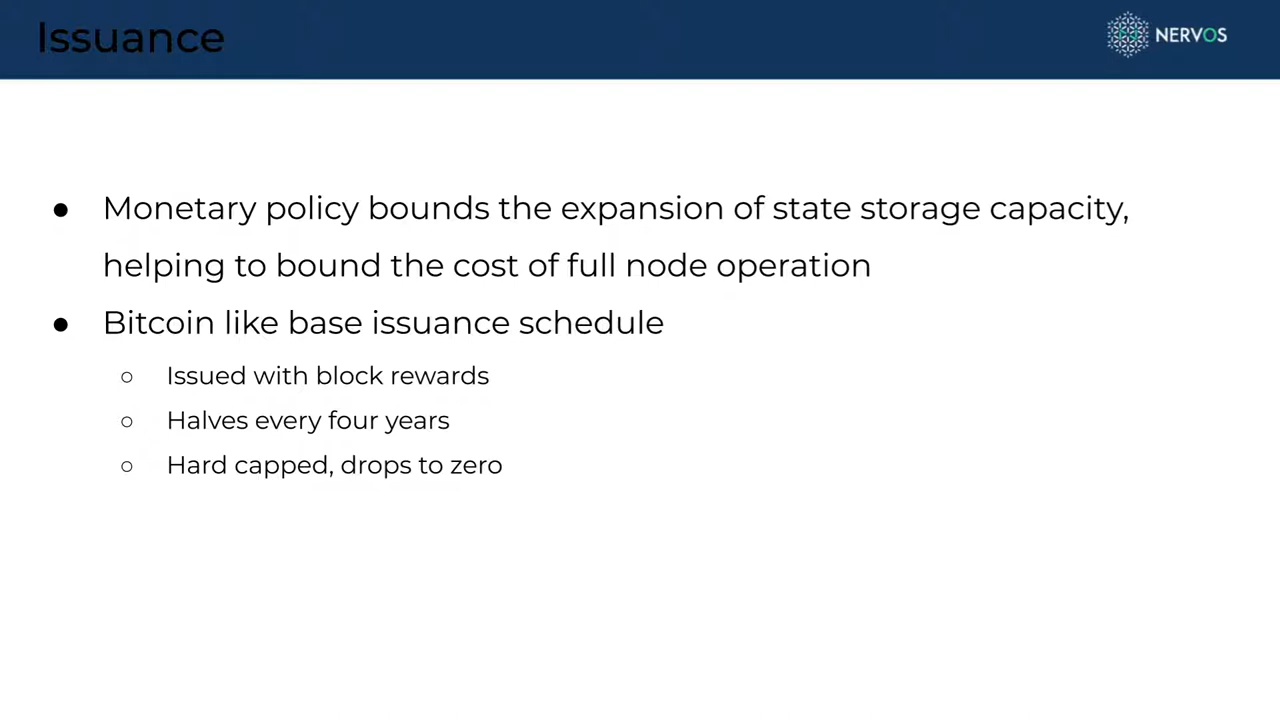 Issuance
NERVOS
● Monetary policy bounds the expansion of state storage capacity,
helping to bound the cost of full node operation
● Bitcoin like base issuance schedule
○ Issued with block rewards
○ Halves every four years
○ Hard capped, drops to zero